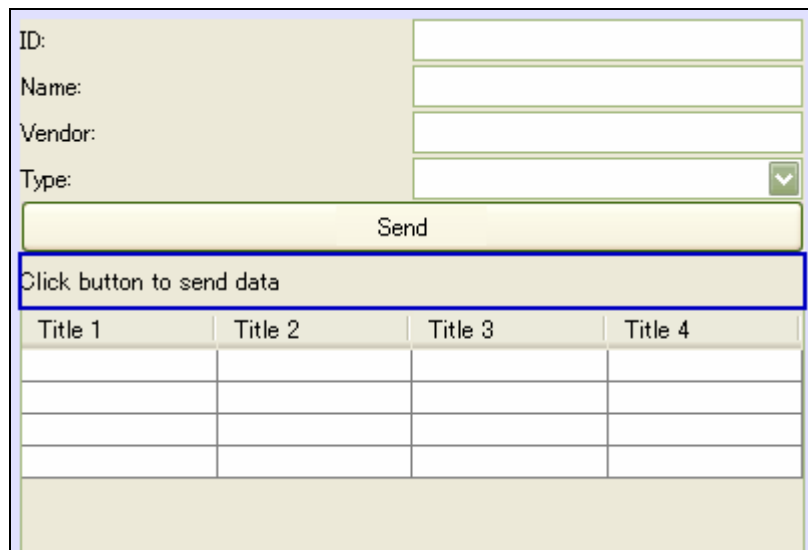 ID:
Name:
Vendor:
Type:
Send
Click button to send data
Title 1 Title 2 Title 3 Title 4